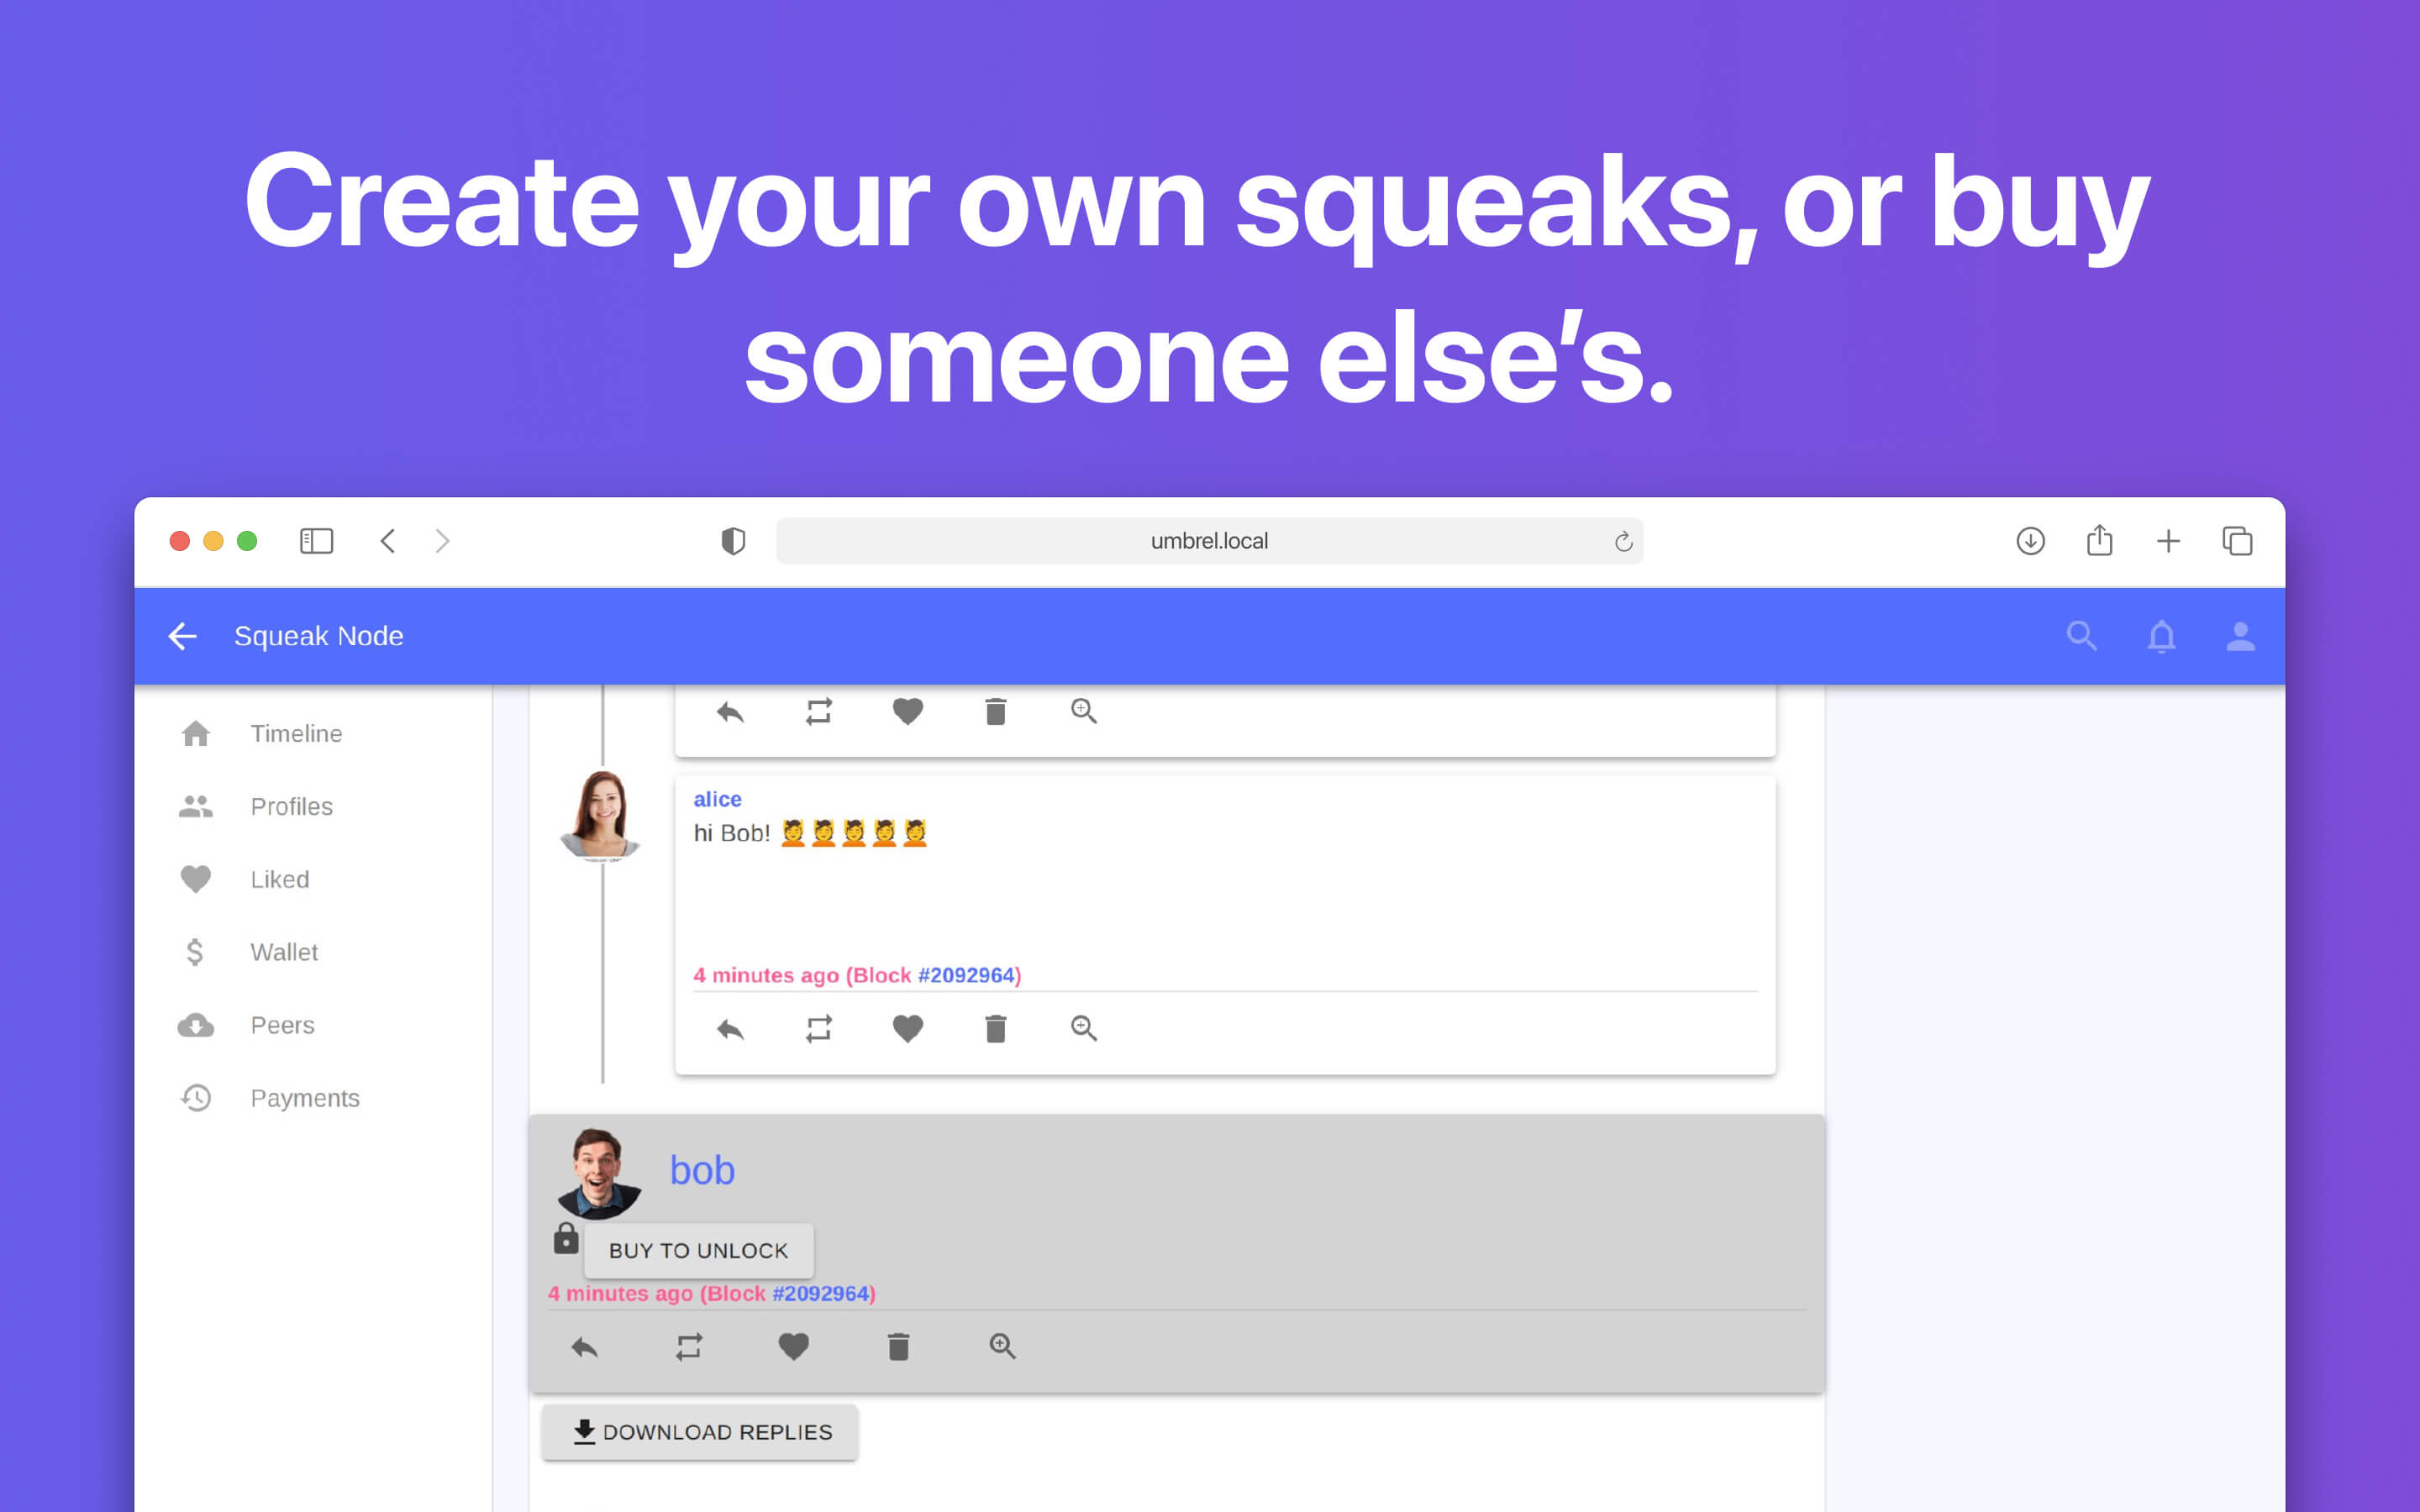 Create your own squeaks, or buy
someone else’s.
umbrel.local
Squeak Node
Timeline
Profiles
Liked
Wallet
Peers
Payments
alice
hi Bob! 💆💆💆💆💆
4 minutes ago (Block #2092964)
bob
BUY TO UNLOCK
4 minutes ago (Block #2092964)
DOWNLOAD REPLIES